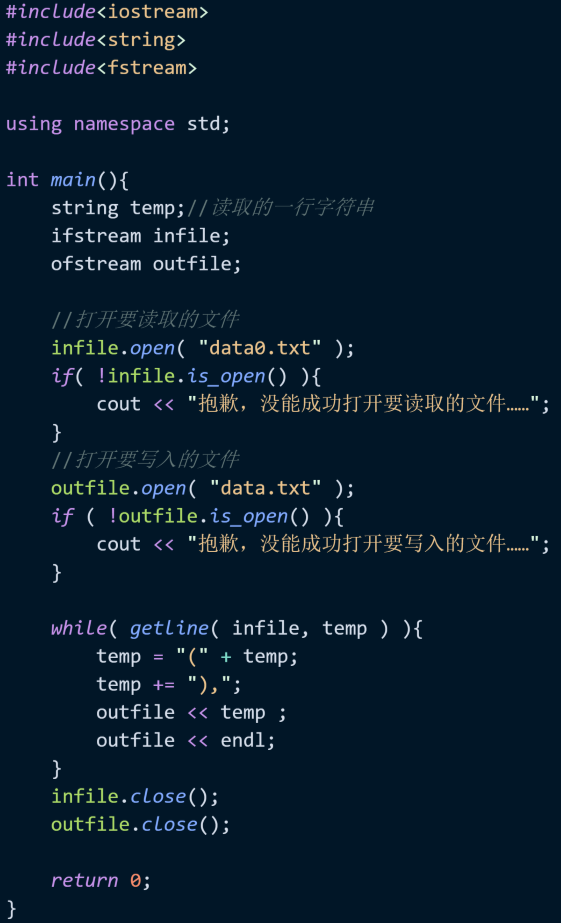 #include<iostream>
#include<string>
#include<fstream>

using namespace std;

int main(){
    string temp;//读取的一行字符串
    ifstream infile;
    ofstream outfile;

    //打开要读取的文件
    infile.open( "data0.txt" );
    if( !infile.is_open() ){
        cout << "抱歉，没能成功打开要读取的文件……";
    }
    //打开要写入的文件
    outfile.open( "data.txt" );
    if ( !outfile.is_open() ){
        cout << "抱歉，没能成功打开要写入的文件……";
    }

    while( getline( infile, temp ) ){
        temp = "(" + temp;
        temp += "),";
        outfile << temp ;
        outfile << endl;
    }
    infile.close();
    outfile.close();

    return 0;
}